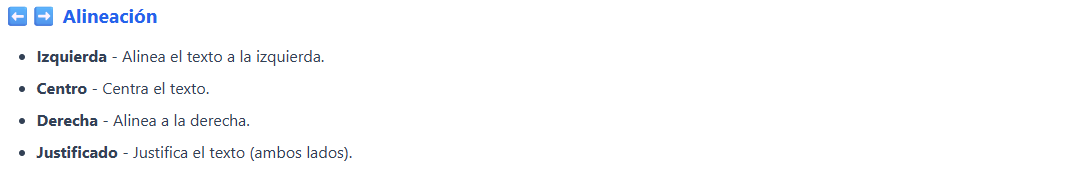 ⬅️ ➡️ Alineación
• Izquierda - Alinea el texto a la izquierda.
• Centro - Centra el texto.
• Derecha - Alinea a la derecha.
• Justificado - Justifica el texto (ambos lados).